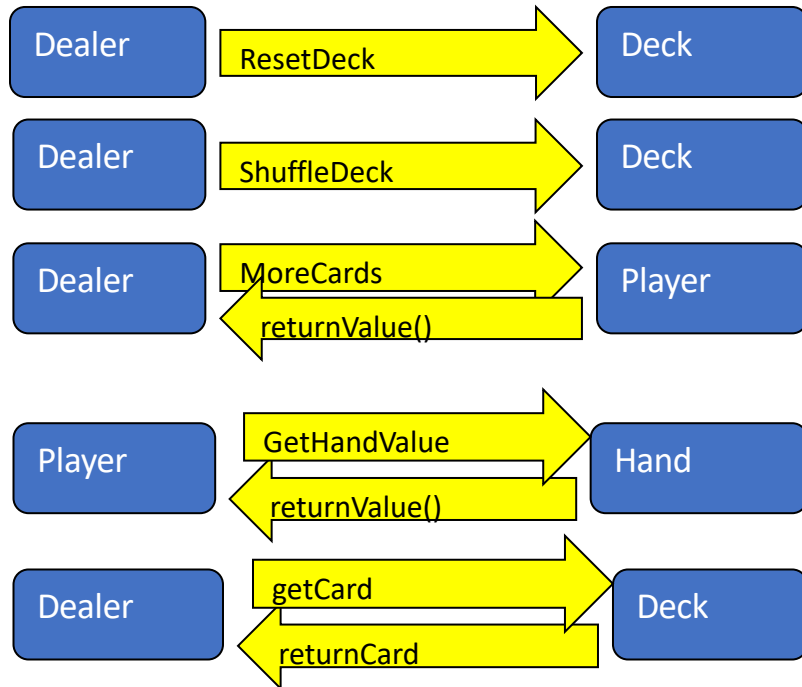 Dealer
ResetDeck
Deck
Dealer
ShuffleDeck
Deck
Dealer
MoreCards
Player
returnValue()
Player
GetHandValue
Hand
returnValue()
Dealer
getCard
Deck
returnCard